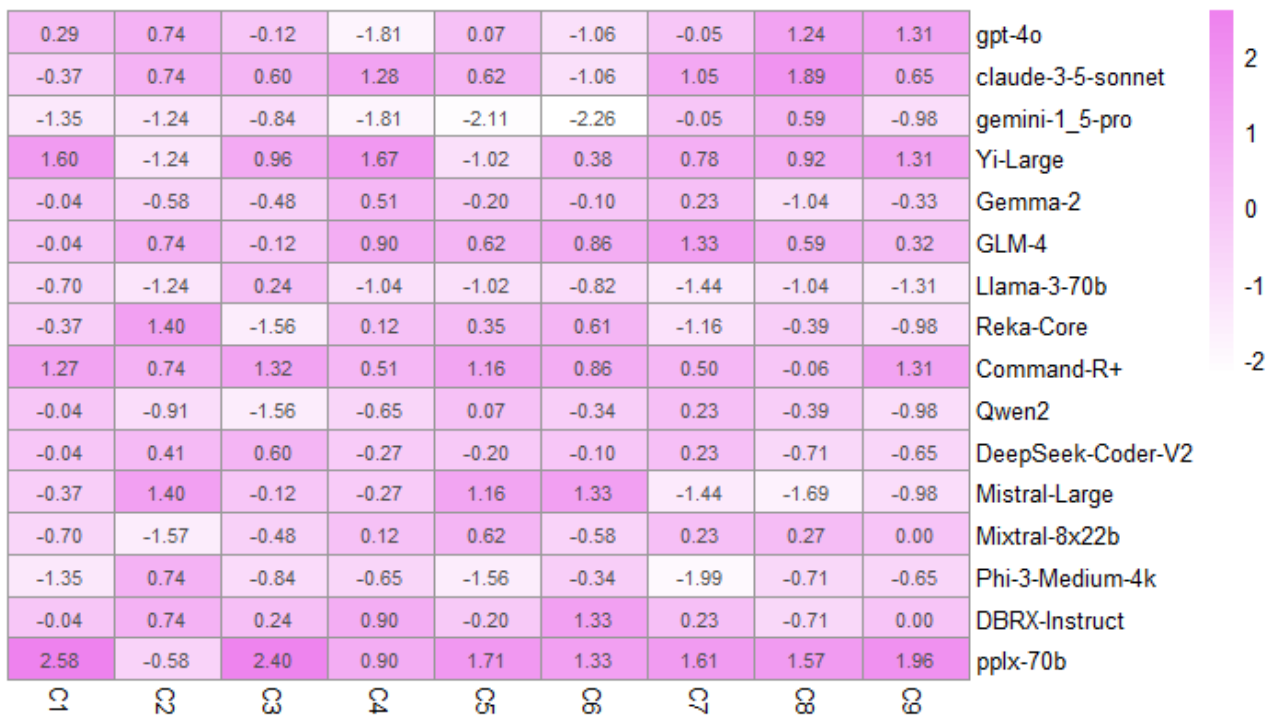 0.29 0.74 -0.12 -1.81 0.07 -1.06 -0.05 1.24 1.31 gpt-4o
-0.37 0.74 0.60 1.28 0.62 -1.06 1.05 1.89 0.65 claude-3-5-sonnet
-1.35 -1.24 -0.84 -1.81 -2.11 -2.26 -0.05 0.59 -0.98 gemini-1_5-pro
1.60 -1.24 0.96 1.67 -1.02 0.38 0.78 0.92 1.31 Yi-Large
-0.04 -0.58 -0.48 0.51 -0.20 -0.10 0.23 -1.04 -0.33 Gemma-2
-0.04 0.74 -0.12 0.90 0.62 0.86 1.33 0.59 0.32 GLM-4
-0.70 -1.24 0.24 -1.04 -1.02 -0.82 -1.44 -1.04 -1.31 Llama-3-70b
-0.37 1.40 -1.56 0.12 0.35 0.61 -1.16 -0.39 -0.98 Reka-Core
1.27 0.74 1.32 0.51 1.16 0.86 0.50 -0.06 1.31 Command-R+
-0.04 -0.91 -1.56 -0.65 0.07 -0.34 0.23 -0.39 -0.98 Qwen2
-0.04 0.41 0.60 -0.27 -0.20 -0.10 0.23 -0.71 -0.65 DeepSeek-Coder-V2
-0.37 1.40 -0.12 -0.27 1.16 1.33 -1.44 -1.69 -0.98 Mistral-Large
-0.70 -1.57 -0.48 0.12 0.62 -0.58 0.23 0.27 0.00 Mixtral-8x22b
-1.35 0.74 -0.84 -0.65 -1.56 -0.34 -1.99 -0.71 -0.65 Phi-3-Medium-4k
-0.04 0.74 0.24 0.90 -0.20 1.33 0.23 -0.71 0.00 DBRX-Instruct
2.58 -0.58 2.40 0.90 1.71 1.33 1.61 1.57 1.96 pplx-70b
C1 C2 C3 C4 C5 C6 C7 C8 C9
2
1
0
-1
-2